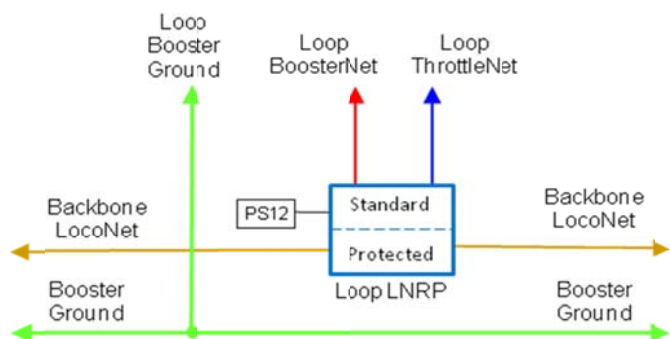 Loop
Booster
Ground
Loop
BoosterNet
Loop
ThrottleNet
Backbone
LocoNet
PS12
Standard
Protected
Backbone
LocoNet
Loop LNRP
Booster
Ground
Booster
Ground